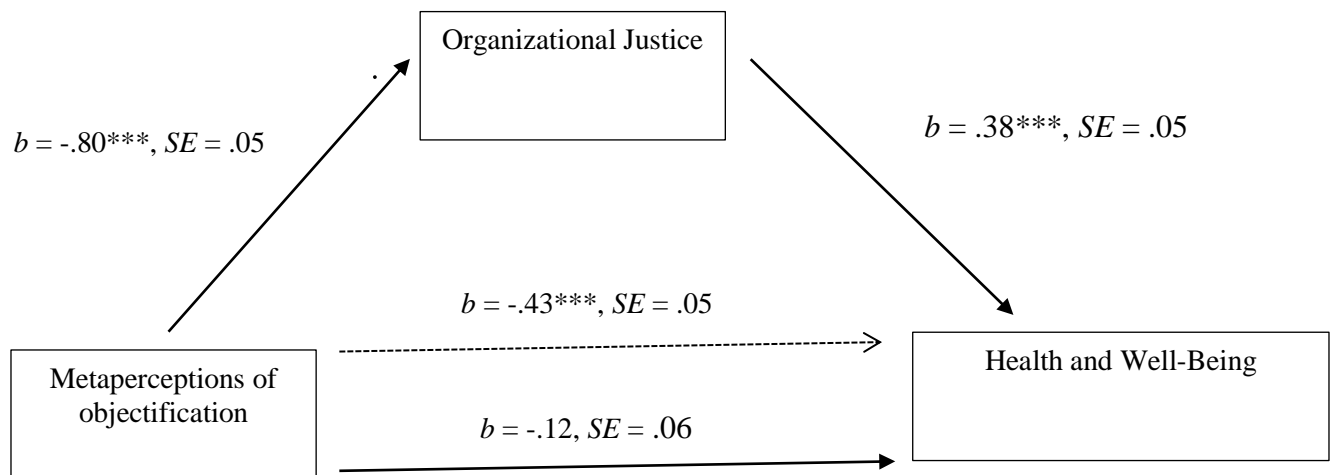 Organizational Justice
.
b = -.80***, SE = .05
b = .38***, SE = .05
b = -.43***, SE = .05
Metaperceptions of
objectification
Health and Well-Being
b = -.12, SE = .06